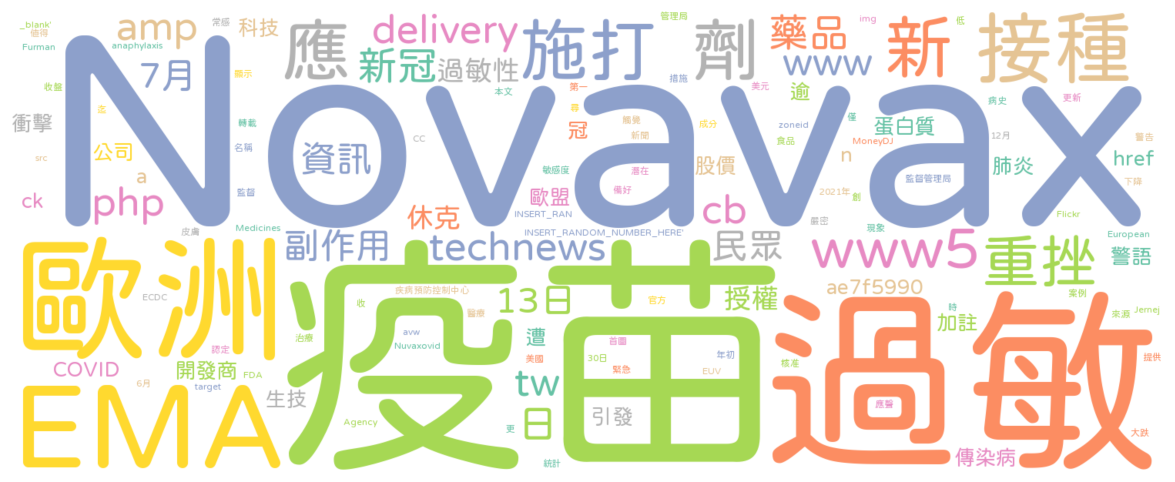 _blank'
值得
Furman
amp
anaphylaxis
常感
科技
7月
顯示
應
delivery
新冠
過敏性
施打
管理局
劑
藥品
img
低
新
接種
www
收盤
本文
措施
第一
美元
逾
更新
病史
衝擊
迄
轉載
名稱
CC
尋
觸覺
新聞
冠
成分
zoneid
僅
食品
蛋白質
MoneyDJ
12月
警告
src
公司
a
Novavax
資訊
敏感度
潛在
股價
n
肺炎
href
監督
監督管理局
下鋒
ck
php
休克
歐盟
備好
INSERT_RAN
cb
2021年
創
嚴密
Flickr
皮膚
Medicines
副作用
technews
INSERT_RANDOM_NUMBER_HERE'
民眾
www5
現象
European
重挫
警語
歐洲
ECDC
收
疾病預防控制中心
13日
官方
授權
ae7f5990
案例
時
加註
來源
Jernej
醫療
治療
avw
Nuvaxovid
遭
首圖
美國
30日
緊急
年初
EUV
核准
提供
認定
COVID
開發商
FDA
6月
target
疫苗
tw
過敏
應醫
EMA
生技
Agency
更
日
引發
統計
大跌
傳染病